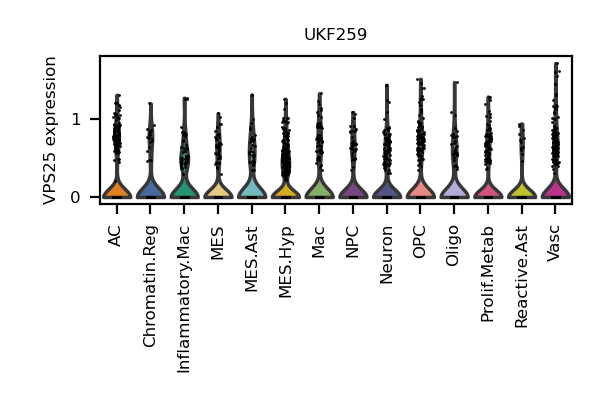 UKF259
VPS25 expression
1
0
AC
Chromatin.Reg
Inflammatory.Mac
MES
MES.Ast
MES.Hyp
Mac
NPC
Neuron
OPC
Oligo
Prolif.Metab
Reactive.Ast
Vasc